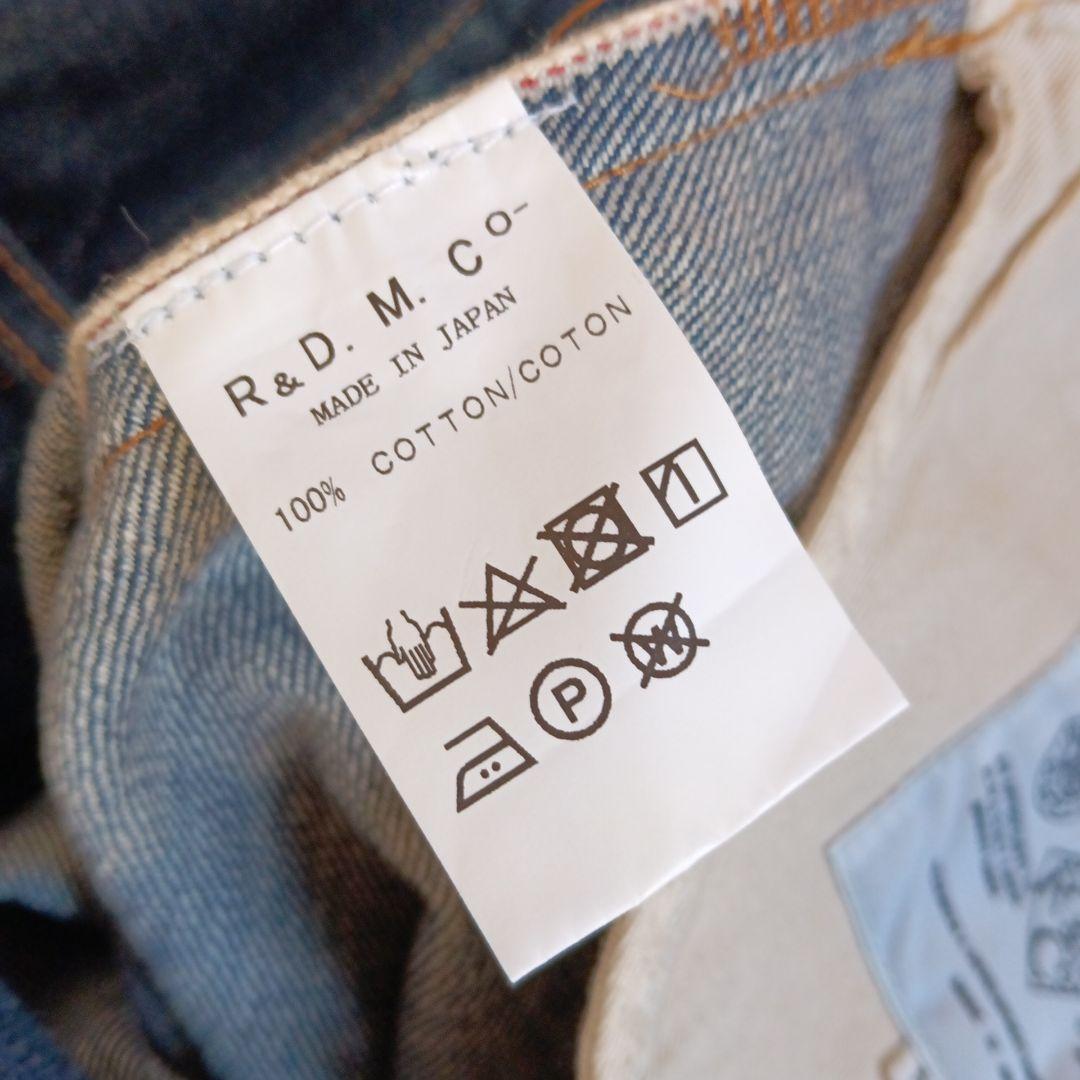 R&D. M. Co-
MADE IN JAPAN
100% COTTON/COTON
P
W